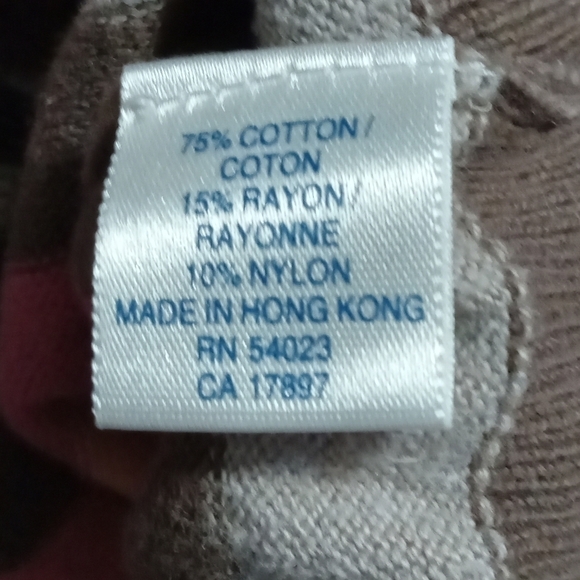 75% COTTON/
COTON
15% RAYON/
RAYONNE
10% NYLON
MADE IN HONG KONG
RN 54023
CA 17897